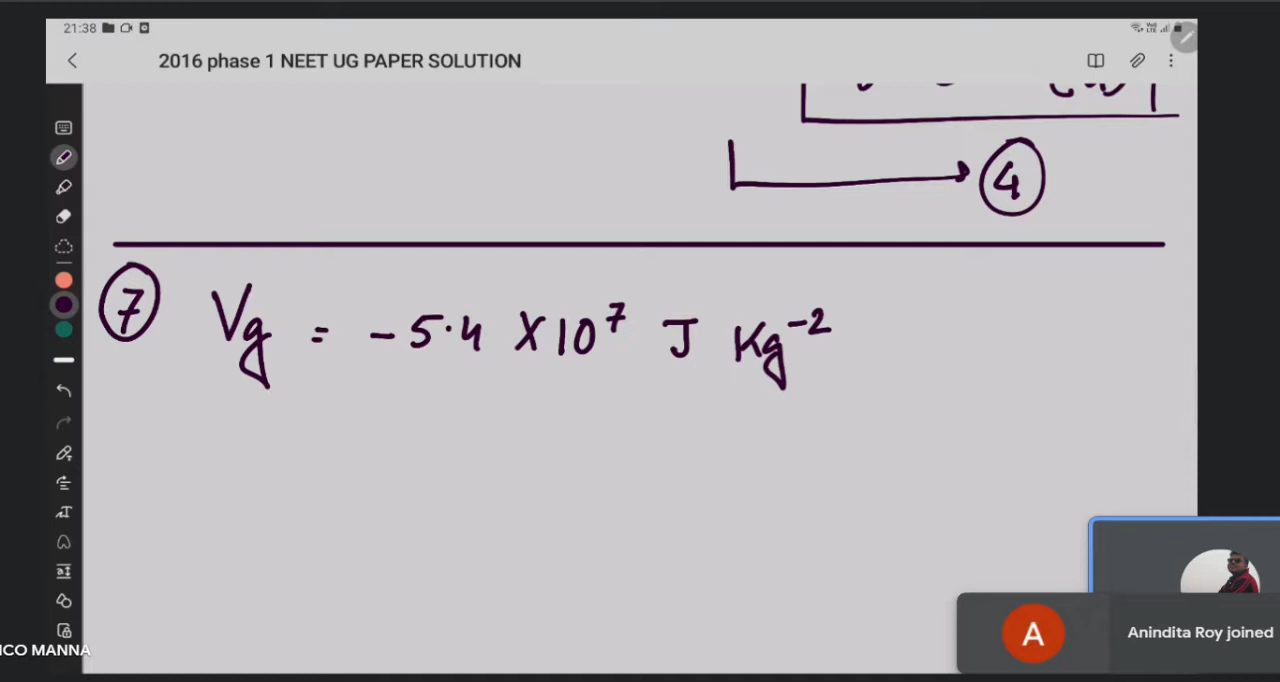 21:38
2016 phase 1 NEET UG PAPER SOLUTION
4
7 Vg = -5.4 X 10⁷ J Kg⁻²
A Anindita Roy joined
ICO MANNA